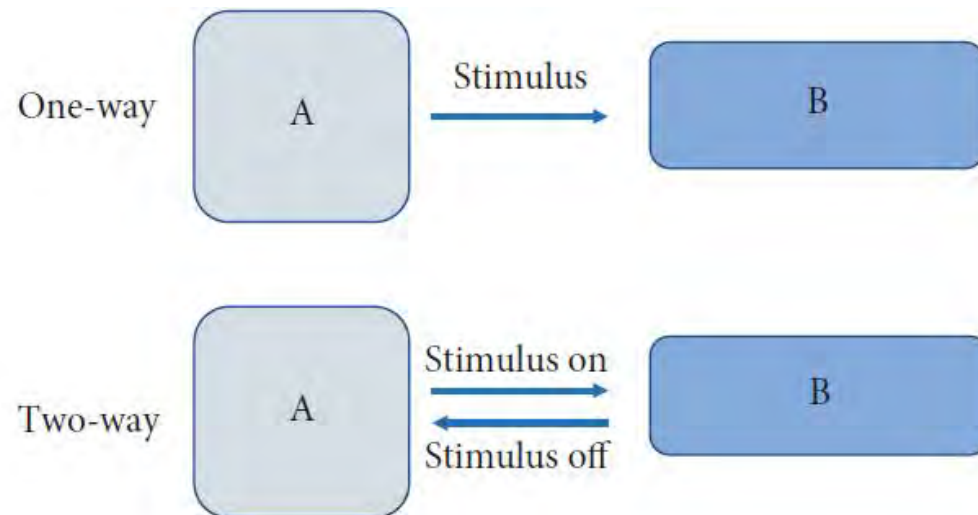 One-way
A
Stimulus
B
Two-way
A
Stimulus on
Stimulus off
B